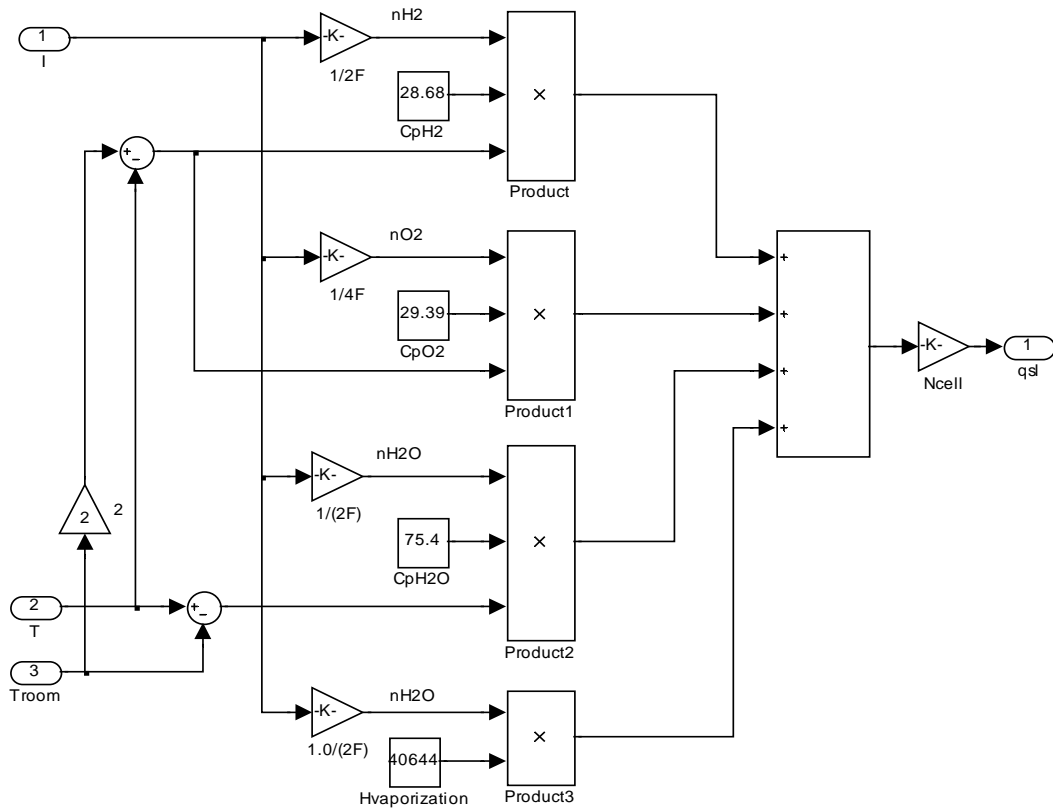 1
I
-K-
nH2
1/2F
28.68
CpH2
×
Product
+
-
-K-
nO2
1/4F
29.39
CpO2
×
Product1
+
+
+
+
-K-
Ncell
1
qsl
2
2
-K-
nH2O
1/(2F)
75.4
CpH2O
×
Product2
2
T
+
-
3
Troom
-K-
nH2O
1.0/(2F)
40644
Hvaporization
×
Product3